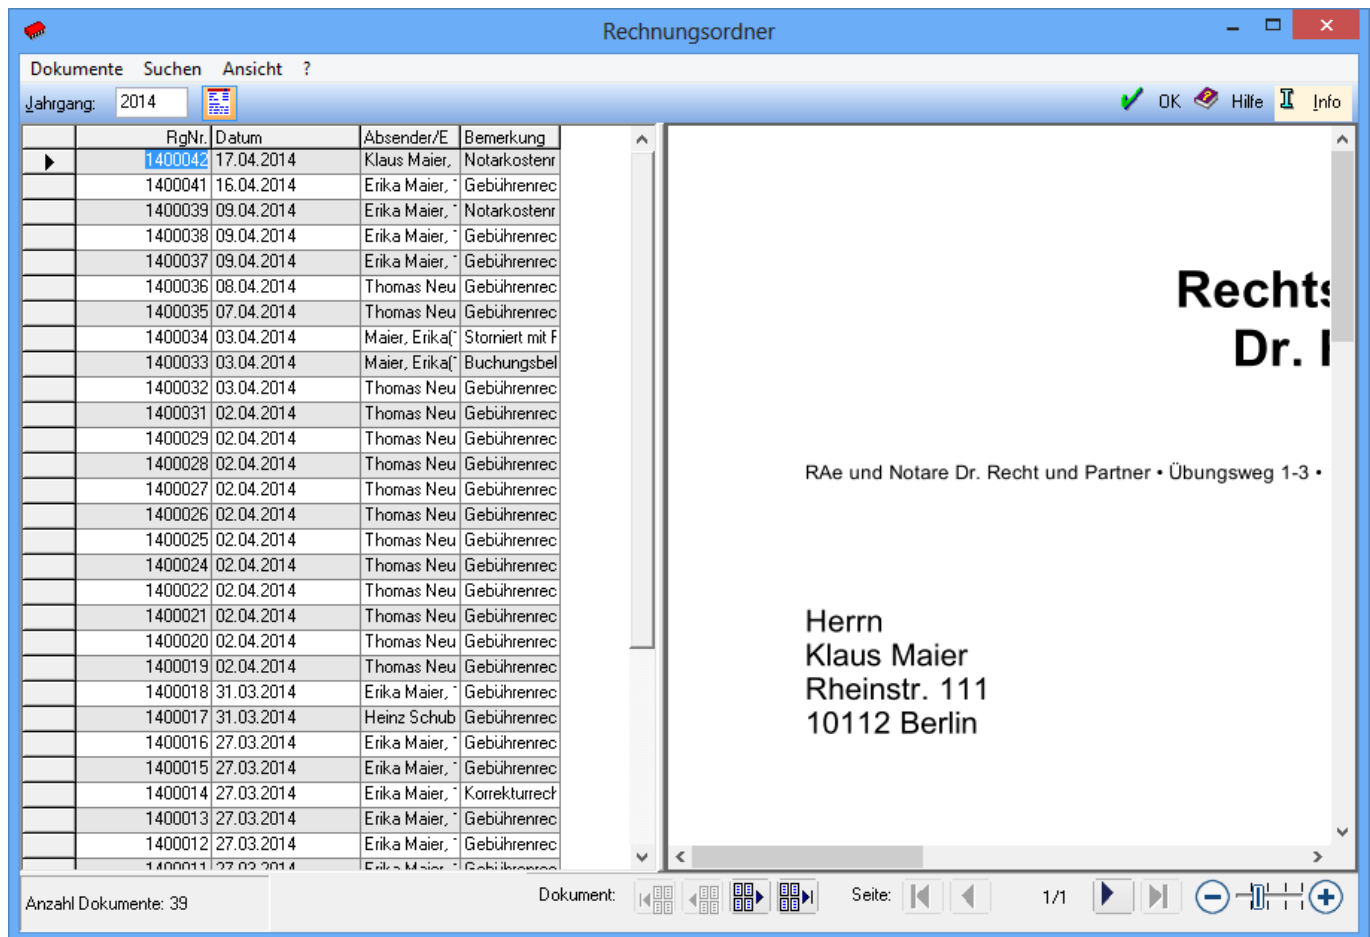 Rechnungsordner
Dokumente Suchen Ansicht ?
Jahrgang: 2014 OK Hilfe Info
RgNr. Datum Absender/E Bemerkung
1400042 17.04.2014 Klaus Maier, Notarkostenr
1400041 16.04.2014 Erika Maier, Gebührenrec
1400039 09.04.2014 Erika Maier, Notarkostenr
1400038 09.04.2014 Erika Maier, Gebührenrec
1400037 09.04.2014 Erika Maier, Gebührenrec
1400036 08.04.2014 Thomas Neu Gebührenrec
1400035 07.04.2014 Thomas Neu Gebührenrec
1400034 03.04.2014 Maier, Erika( Storniert mit
1400033 03.04.2014 Maier, Erika( Buchungsbel
1400032 03.04.2014 Thomas Neu Gebührenrec
1400031 02.04.2014 Thomas Neu Gebührenrec
1400029 02.04.2014 Thomas Neu Gebührenrec
1400028 02.04.2014 Thomas Neu Gebührenrec
1400027 02.04.2014 Thomas Neu Gebührenrec
1400026 02.04.2014 Thomas Neu Gebührenrec
1400025 02.04.2014 Thomas Neu Gebührenrec
1400024 02.04.2014 Thomas Neu Gebührenrec
1400022 02.04.2014 Thomas Neu Gebührenrec
1400021 02.04.2014 Thomas Neu Gebührenrec
1400020 02.04.2014 Thomas Neu Gebührenrec
1400019 02.04.2014 Thomas Neu Gebührenrec
1400018 31.03.2014 Erika Maier, Gebührenrec
1400017 31.03.2014 Heinz Schub Gebührenrec
1400016 27.03.2014 Erika Maier, Gebührenrec
1400015 27.03.2014 Erika Maier, Gebührenrec
1400014 27.03.2014 Erika Maier, Korrekturrech
1400013 27.03.2014 Erika Maier, Gebührenrec
1400012 27.03.2014 Erika Maier, Gebührenrec
1400011 27.03.2014 Erika Maier, Gebührenrec
Rechts
Dr.
RAe und Notare Dr. Recht und Partner • Übungsweg 1-3 •
Herrn
Klaus Maier
Rheinstr. 111
10112 Berlin
Anzahl Dokumente: 39 Dokument: Seite: 1/1